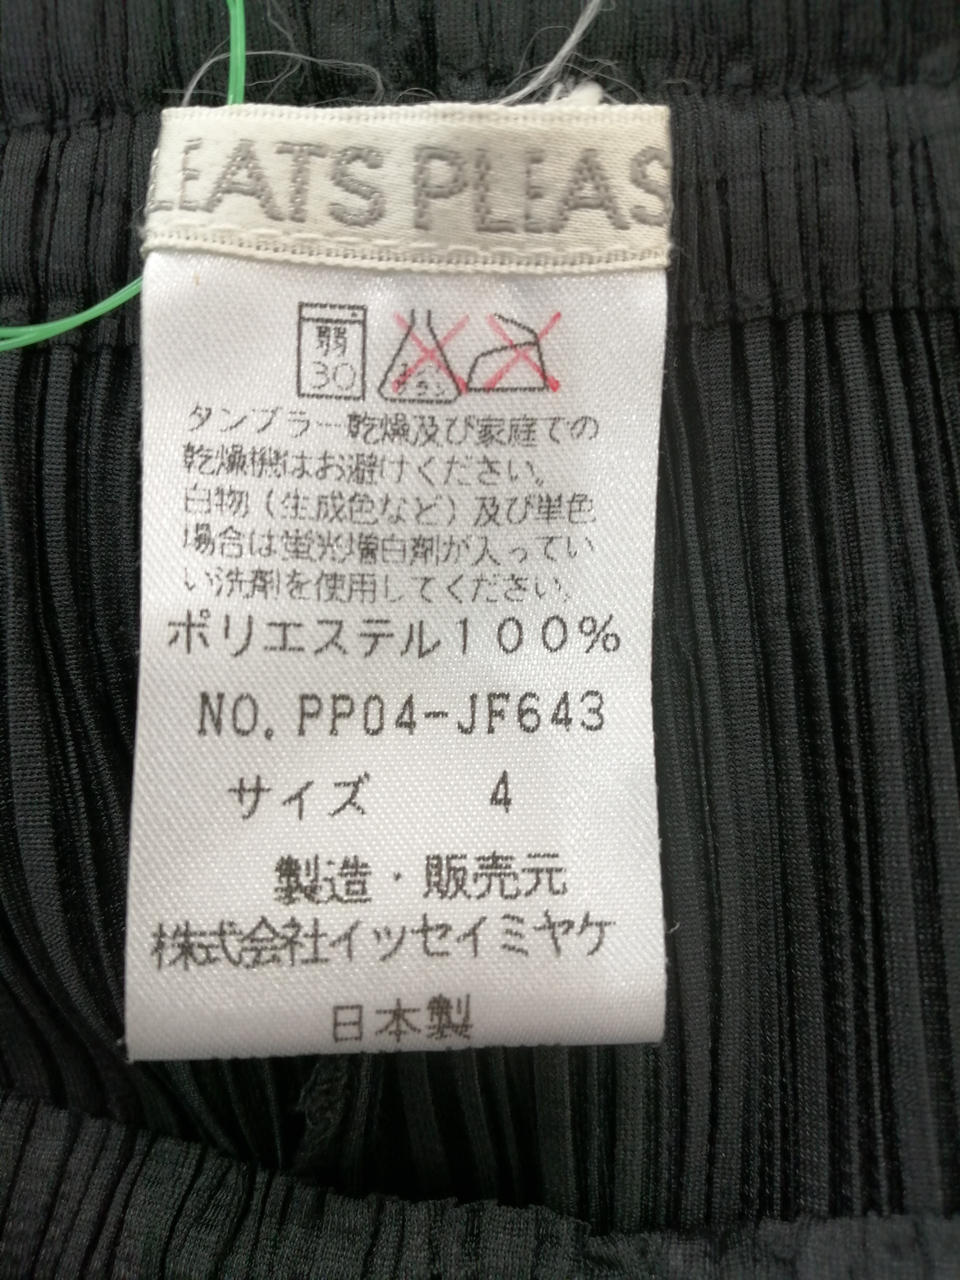 LEATS PLEAS
弱
30
タンブラー乾燥及び家庭での
乾燥機はお避けください。
白物（生成色など）及び単色
場合は蛍光増白剤が入ってい
い洗剤を使用してください。
ポリエステル100%
NO.PP04-JF643
サイズ 4
製造・販売元
株式会社イッセイミヤケ
日本製